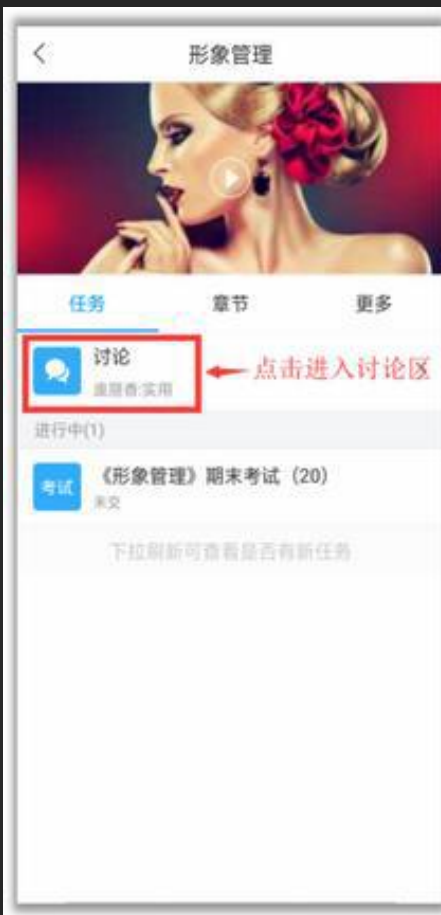 形象管理
任务 章节 更多
讨论
点击进入讨论区
进行中(1)
考试
《形象管理》期末考试（20）
未交
下拉刷新可查看是否有新任务